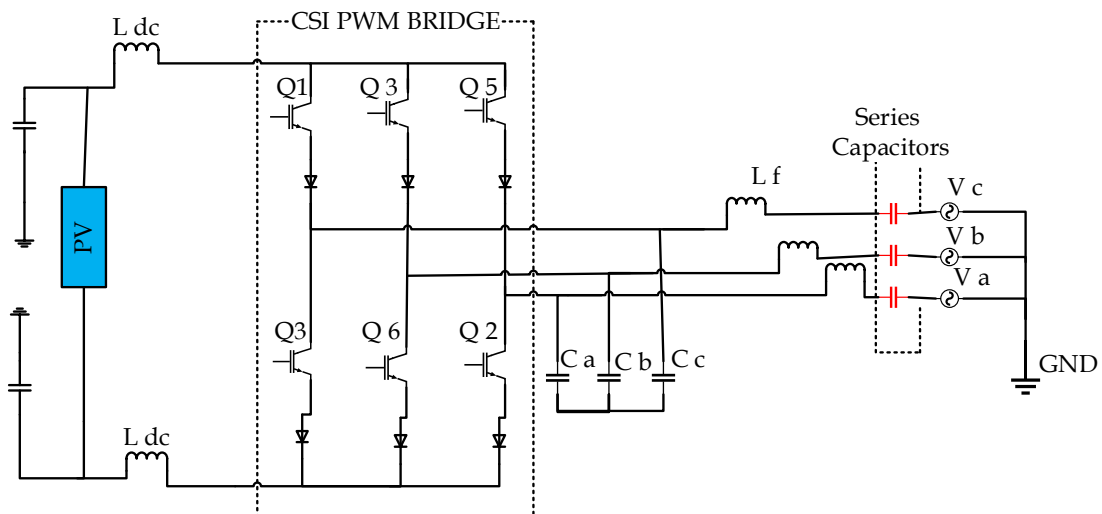 L dc
CSI PWM BRIDGE
Q1
Q 3
Q 5
Series
Capacitors
L f
V c
PV
V b
V a
Q3
Q 6
Q 2
C a
C b
C c
GND
L dc